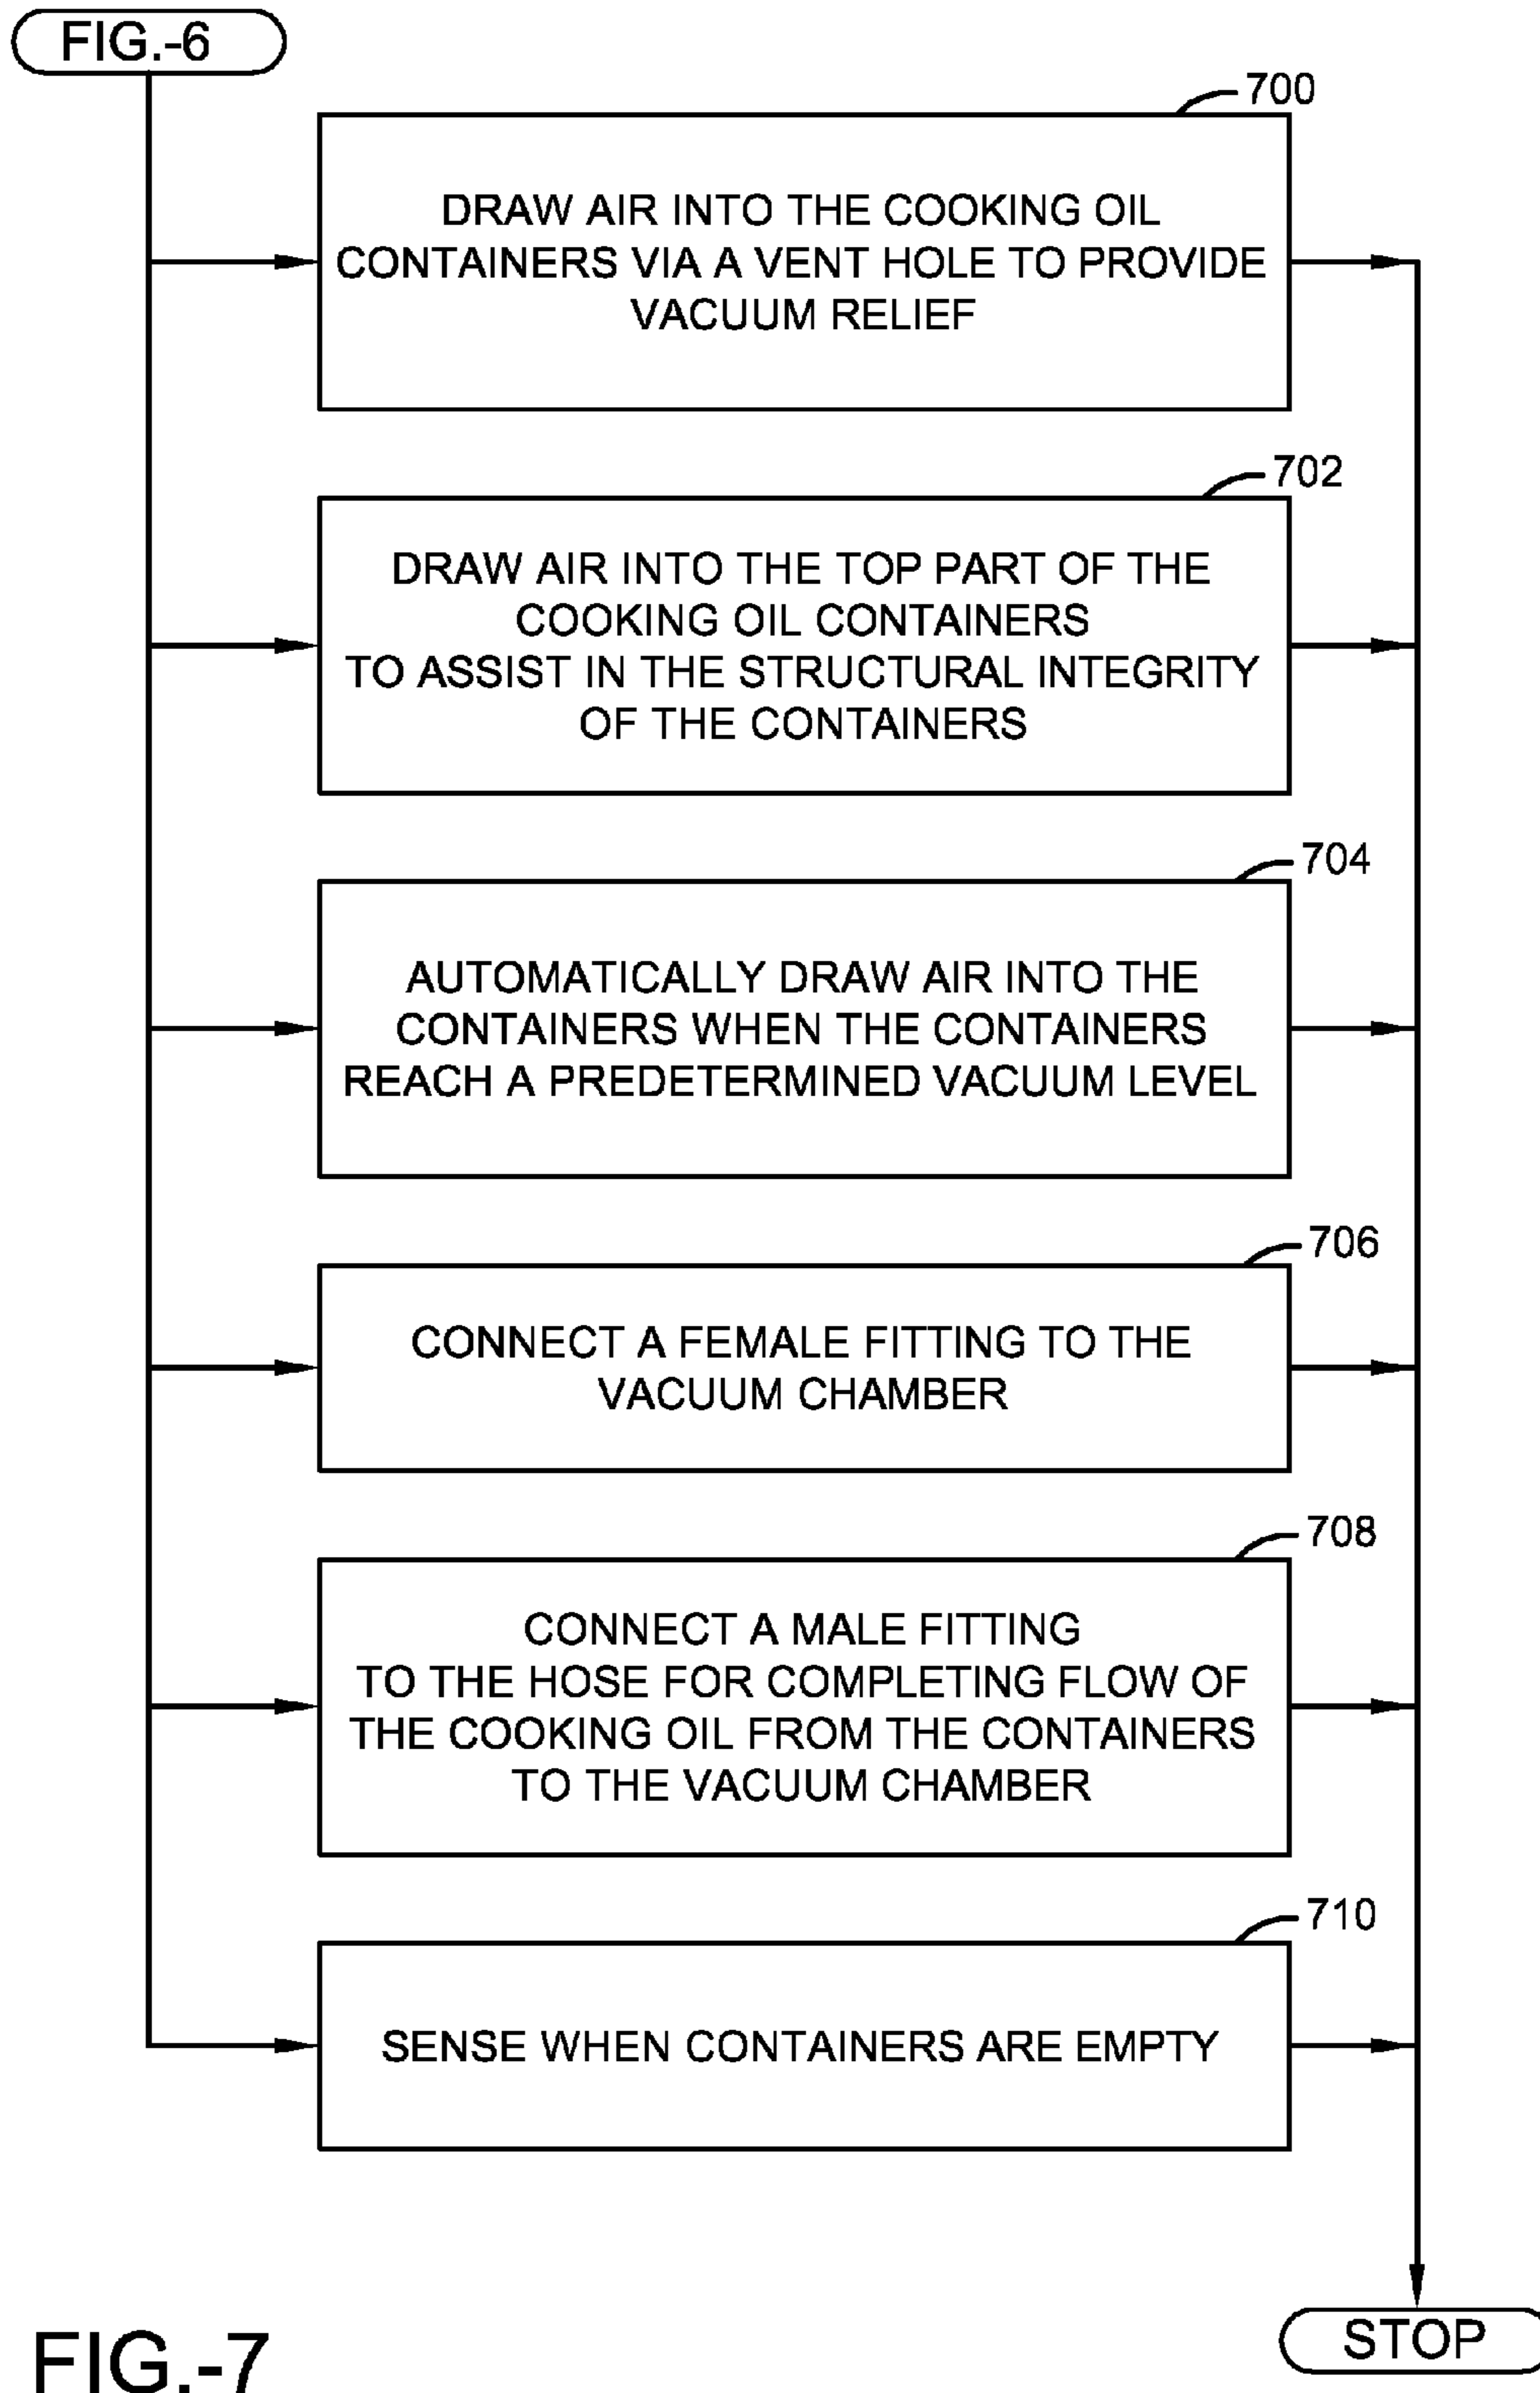 FIG.-6
700
DRAW AIR INTO THE COOKING OIL
CONTAINERS VIA A VENT HOLE TO PROVIDE
VACUUM RELIEF
702
DRAW AIR INTO THE TOP PART OF THE
COOKING OIL CONTAINERS
TO ASSIST IN THE STRUCTURAL INTEGRITY
OF THE CONTAINERS
704
AUTOMATICALLY DRAW AIR INTO THE
CONTAINERS WHEN THE CONTAINERS
REACH A PREDETERMINED VACUUM LEVEL
706
CONNECT A FEMALE FITTING TO THE
VACUUM CHAMBER
708
CONNECT A MALE FITTING
TO THE HOSE FOR COMPLETING FLOW OF
THE COOKING OIL FROM THE CONTAINERS
TO THE VACUUM CHAMBER
710
SENSE WHEN CONTAINERS ARE EMPTY
STOP
FIG.-7